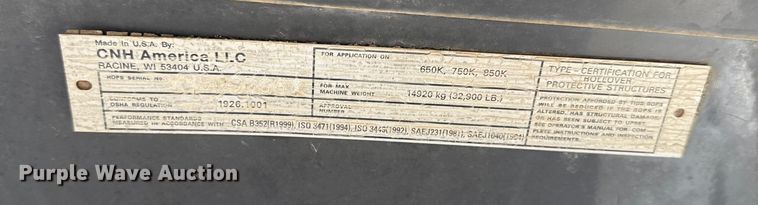 Made In U.S.A. By:
CNH America LLC
RACINE, WI 53404 U.S.A.
ROPS SERIAL NO.
CONFORMS TO
OSHA REGULATION 1926.1001
PERFORMANCE STANDARDS
MEASURED IN ACCORDANCE WITH CSA B352(R1999), ISO 3471(1994), ISO 3449(1992), SAEJ231(1981), SAEJ1040(1994)
FOR APPLICATION ON 650K, 750K, 850K
FOR MAX.
MACHINE WEIGHT 14920 kg (32,900 LB.)
APPROVAL
NUMBER
TYPE - CERTIFICATION FOR
ROLLOVER
PROTECTIVE STRUCTURES
PROTECTION AFFORDED BY THIS ROPS
WILL BE REDUCED IF THE ROPS IS
ALTERED, HAS STRUCTURAL DAMAGE
OR HAS BEEN SUBJECT TO UPSET.
SEE OPERATOR'S MANUAL FOR COM-
PLETE INSTRUCTIONS AND INSPECTION
REQUIREMENTS.
Purple Wave Auction